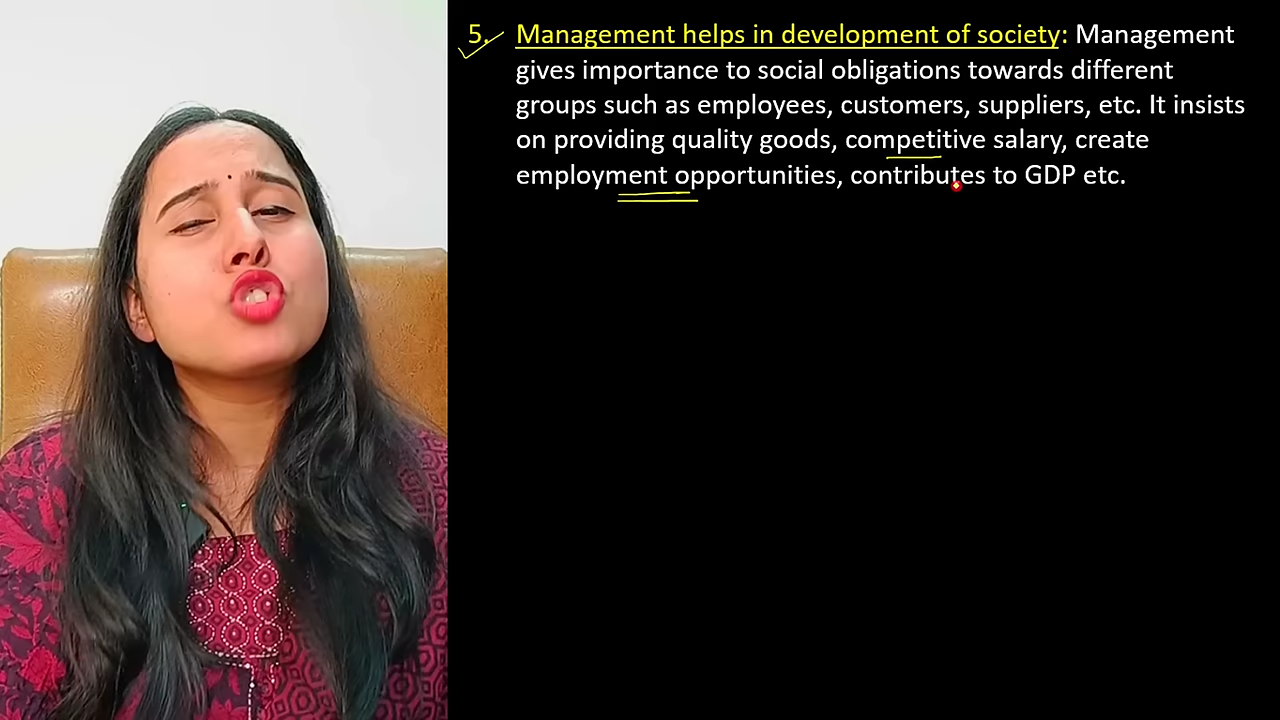 5. Management helps in development of society: Management
gives importance to social obligations towards different
groups such as employees, customers, suppliers, etc. It insists
on providing quality goods, competitive salary, create
employment opportunities, contributes to GDP etc.